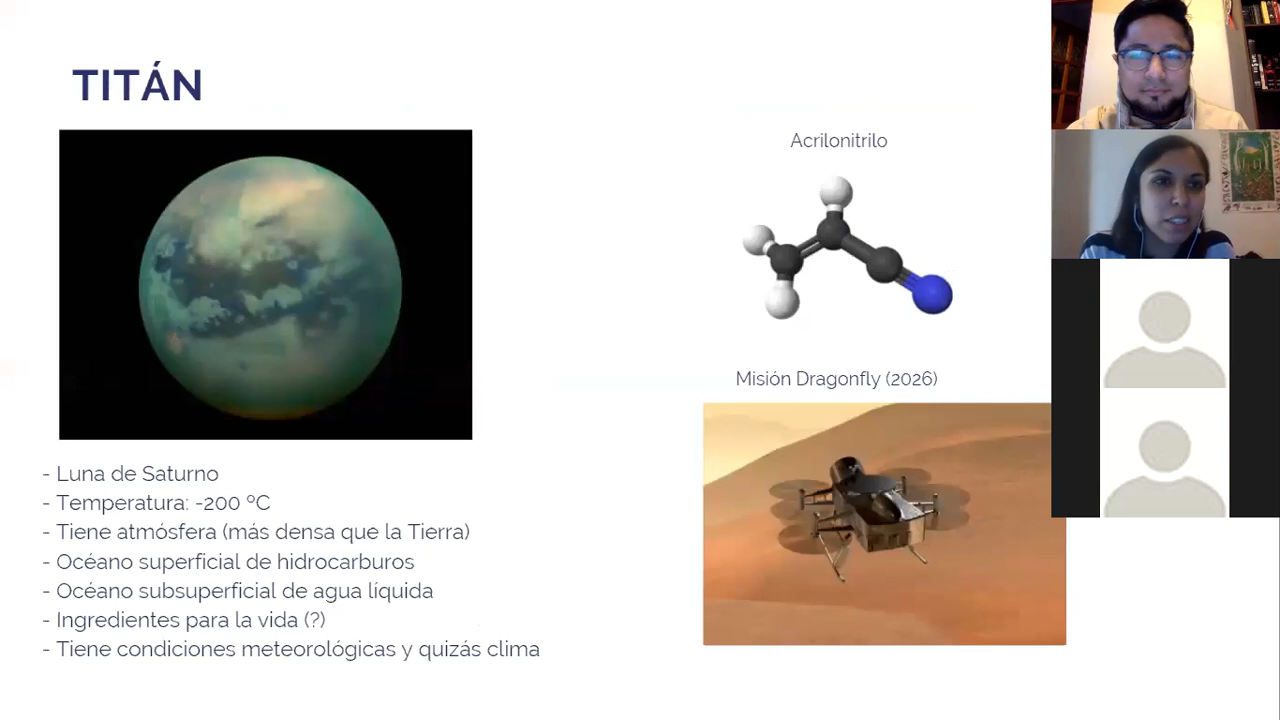 TITÁN
Acrilonitrilo
Misión Dragonfly (2026)
- Luna de Saturno
- Temperatura: -200 ºC
- Tiene atmósfera (más densa que la Tierra)
- Océano superficial de hidrocarburos
- Océano subsuperficial de agua líquida
- Ingredientes para la vida (?)
- Tiene condiciones meteorológicas y quizás clima